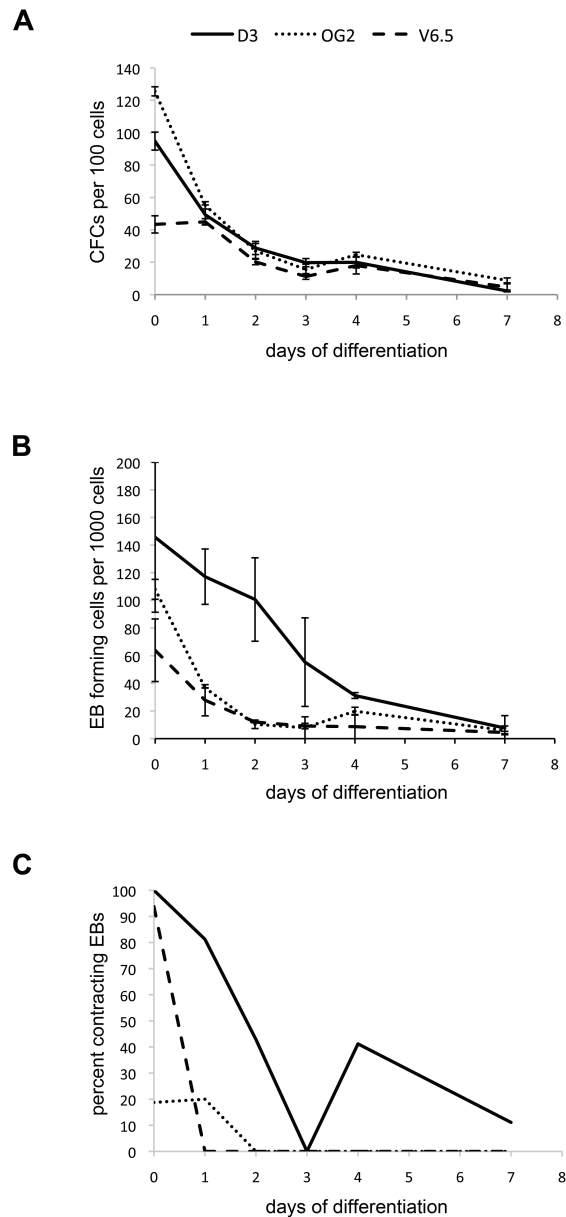 A
D3 OG2 V6.5
140
120
100
80
60
40
20
0
CFCs per 100 cells
0 1 2 3 4 5 6 7 8
days of differentiation
B
200
180
160
140
120
100
80
60
40
20
0
EB forming cells per 1000 cells
0 1 2 3 4 5 6 7 8
days of differentiation
C
100
90
80
70
60
50
40
30
20
10
0
percent contracting EBs
0 1 2 3 4 5 6 7 8
days of differentiation